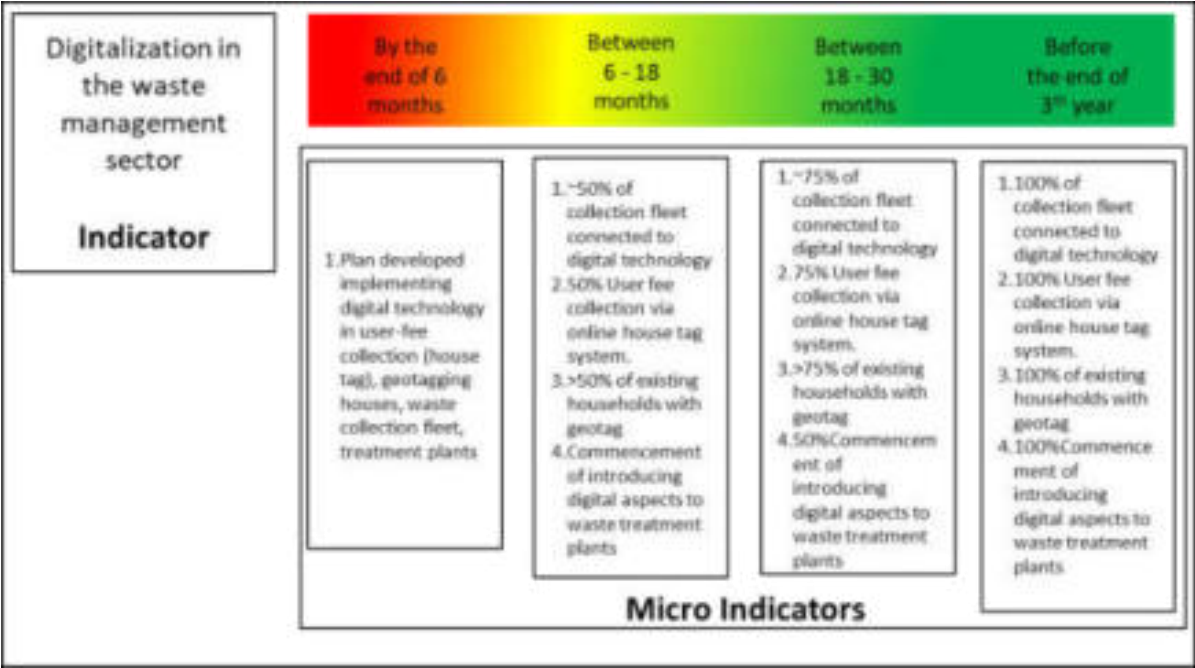 Digitalization in
the waste
management
sector
Indicator
By the
end of 6
months
Between
6 - 18
months
Between
18 - 30
months
Before
the end of
3th year
1.Plan developed
implementing
digital technology
in user-fee
collection (house
tag), geotagging
houses, waste
collection fleet,
treatment plants
1.~50% of
collection fleet
connected to
digital technology
2.50% User fee
collection via
online house tag
system.
3.>50% of existing
households with
geotag
4.Commencement
of introducing
digital aspects to
waste treatment
plants
1.~75% of
collection fleet
connected to
digital technology
2.75% User fee
collection via
online house tag
system.
3.>75% of existing
households with
geotag
4.50%Commencem
ent of
introducing
digital aspects to
waste treatment
plants
1.100% of
collection fleet
connected to
digital technology
2.100% User fee
collection via
online house tag
system.
3.100% of existing
households with
geotag
4.100%Commence
ment of
introducing
digital aspects to
waste treatment
plants
Micro Indicators